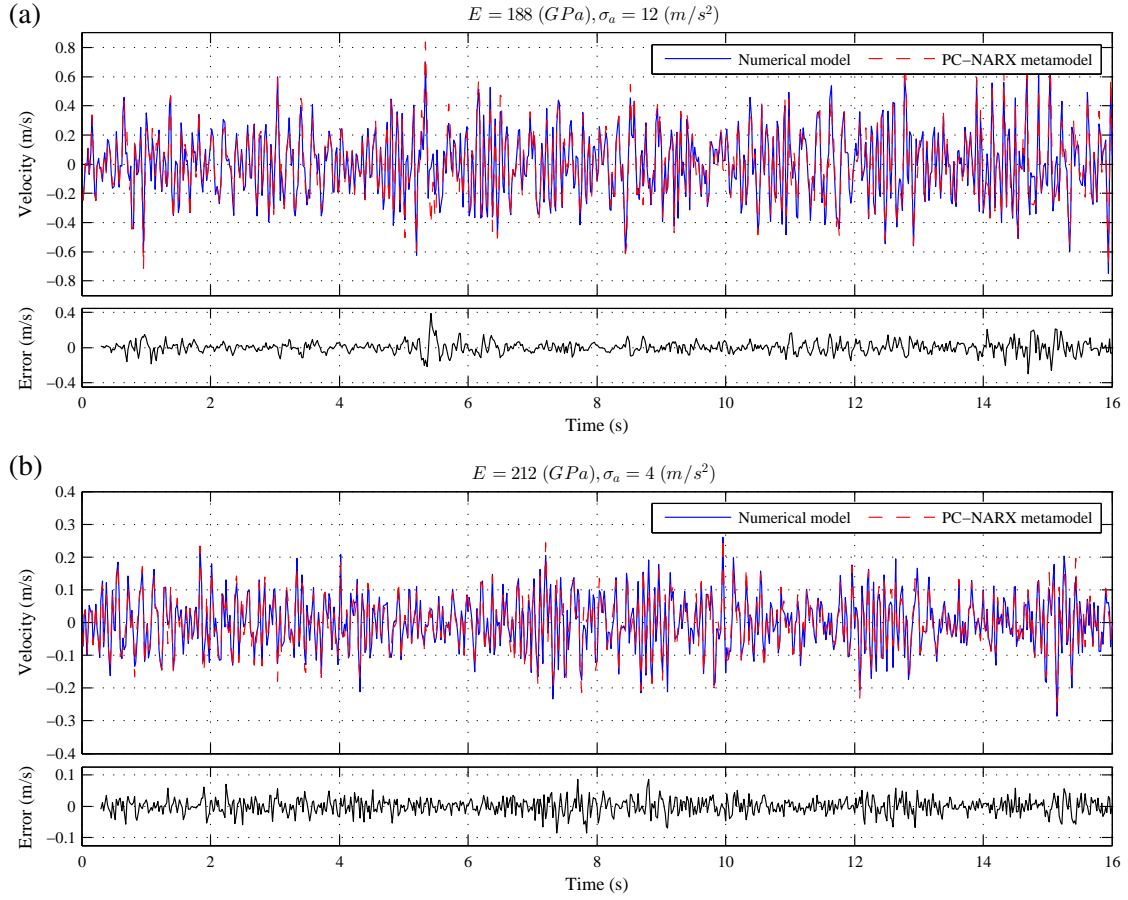 (a)
E = 188 (GPa), σₐ = 12 (m/s²)
0.8
0.6
0.4
0.2
0
−0.2
−0.4
−0.6
−0.8
Velocity (m/s)
Numerical model
PC−NARX metamodel
0.4
0
−0.4
Error (m/s)
0 2 4 6 8 10 12 14 16
Time (s)
(b)
E = 212 (GPa), σₐ = 4 (m/s²)
0.4
0.3
0.2
0.1
0
−0.1
−0.2
−0.3
−0.4
Velocity (m/s)
Numerical model
PC−NARX metamodel
0.1
0
−0.1
Error (m/s)
0 2 4 6 8 10 12 14 16
Time (s)